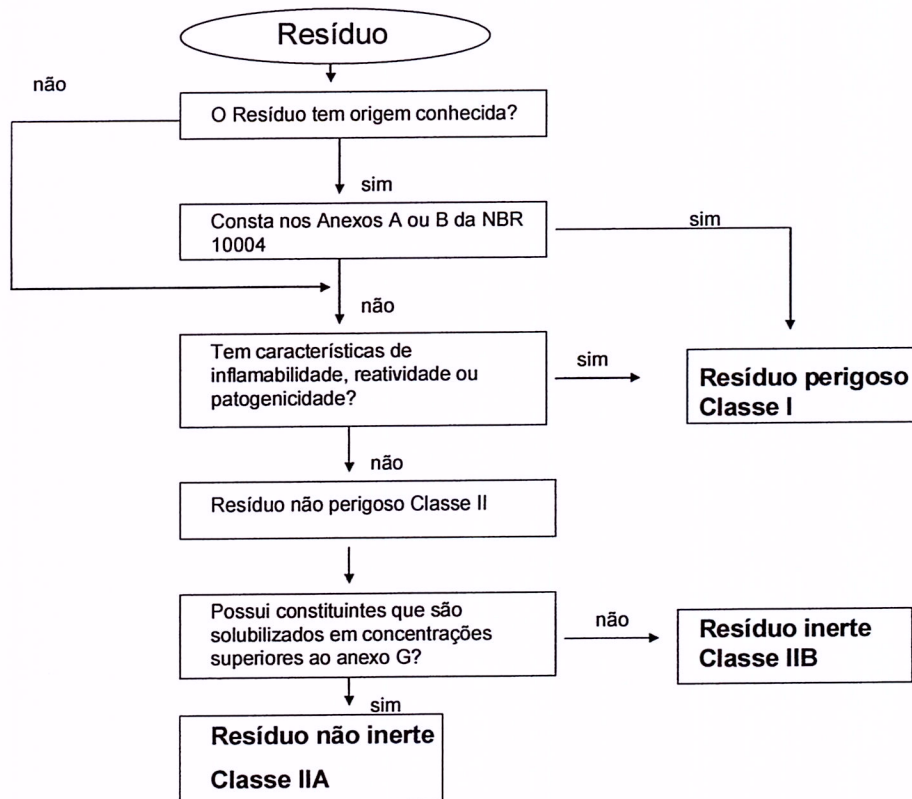 Resíduo
não
O Resíduo tem origem conhecida?
sim
Consta nos Anexos A ou B da NBR
10004
sim
não
Tem características de
inflamabilidade, reatividade ou
patogenicidade?
sim
Resíduo perigoso
Classe I
não
Resíduo não perigoso Classe II
Possui constituintes que são
solubilizados em concentrações
superiores ao anexo G?
não
Resíduo inerte
Classe IIB
sim
Resíduo não inerte
Classe IIA